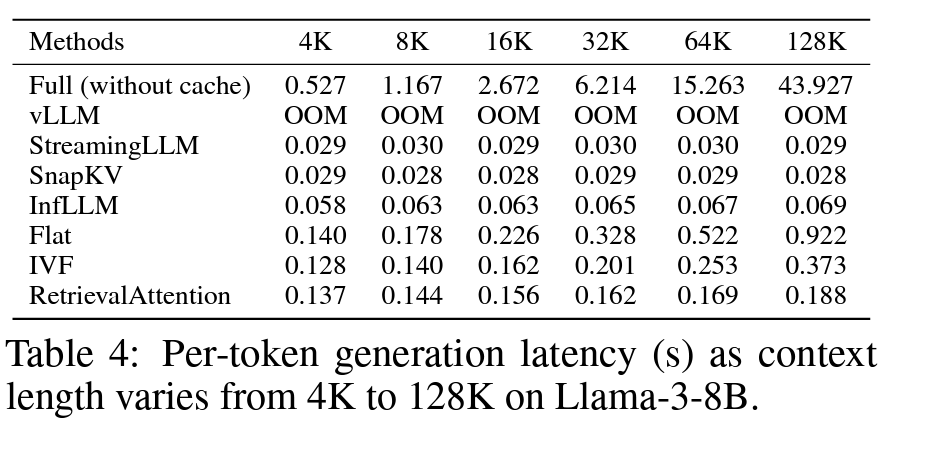 Methods 4K 8K 16K 32K 64K 128K
Full (without cache) 0.527 1.167 2.672 6.214 15.263 43.927
vLLM OOM OOM OOM OOM OOM OOM
StreamingLLM 0.029 0.030 0.029 0.030 0.030 0.029
SnapKV 0.029 0.028 0.028 0.029 0.029 0.028
InfLLM 0.058 0.063 0.063 0.065 0.067 0.069
Flat 0.140 0.178 0.226 0.328 0.522 0.922
IVF 0.128 0.140 0.162 0.201 0.253 0.373
RetrievalAttention 0.137 0.144 0.156 0.162 0.169 0.188
Table 4: Per-token generation latency (s) as context
length varies from 4K to 128K on Llama-3-8B.